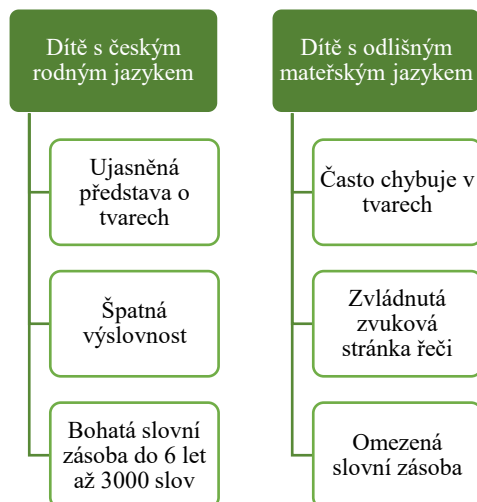 Dítě s českým
rodným jazykem
Ujasněná
představa o
tvarech
Špatná
výslovnost
Bohatá slovní
zásoba do 6 let
až 3000 slov
Dítě s odlišným
mateřským jazykem
Často chybuje v
tvarech
Zvládnutá
zvuková
stránka řeči
Omezená
slovní zásoba